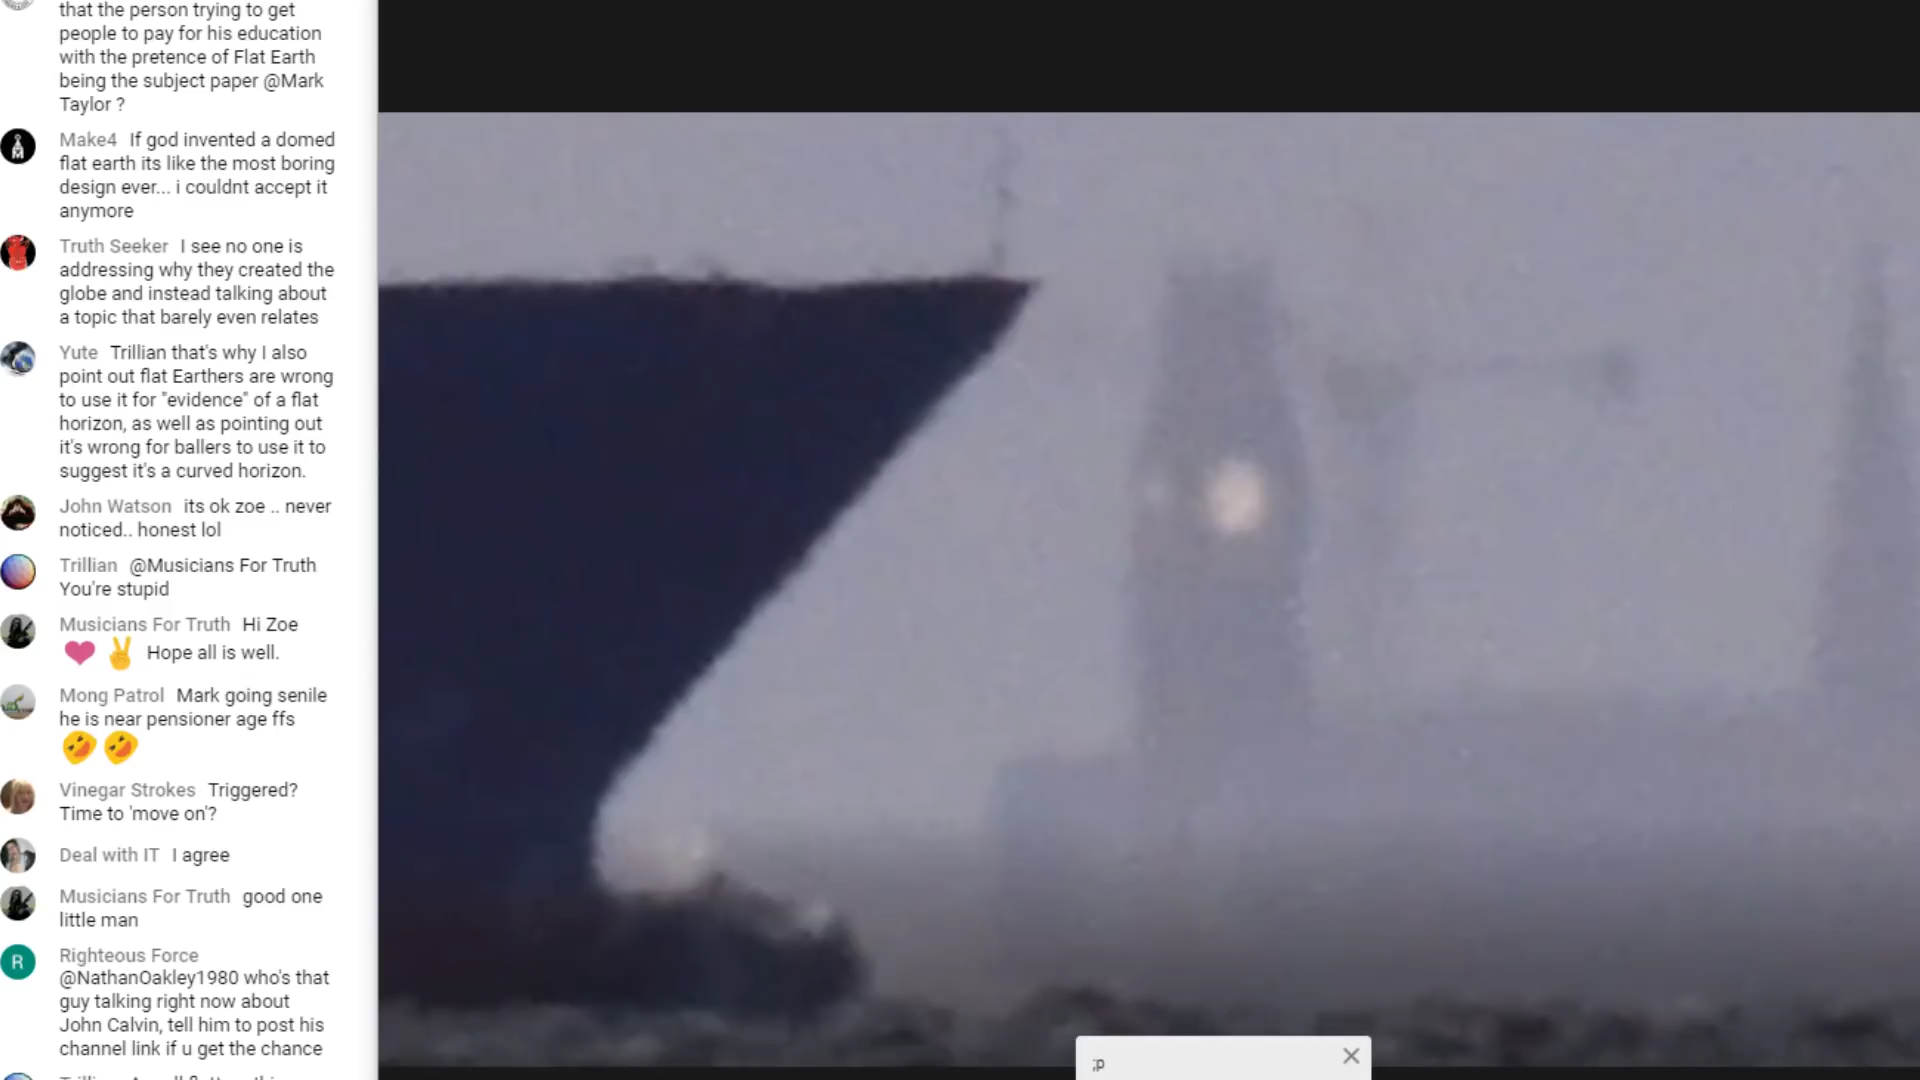 that the person trying to get
people to pay for his education
with the pretence of Flat Earth
being the subject paper @Mark
Taylor ?
Make4 If god invented a domed
flat earth its like the most boring
design ever... i couldnt accept it
anymore
Truth Seeker I see no one is
addressing why they created the
globe and instead talking about
a topic that barely even relates
Yute Trillian that's why I also
point out flat Earthers are wrong
to use it for "evidence" of a flat
horizon, as well as pointing out
it's wrong for ballers to use it to
suggest it's a curved horizon.
John Watson its ok zoe .. never
noticed.. honest lol
Trillian @Musicians For Truth
You're stupid
Musicians For Truth Hi Zoe
Hope all is well.
Mong Patrol Mark going senile
he is near pensioner age ffs
Vinegar Strokes Triggered?
Time to 'move on'?
Deal with IT I agree
Musicians For Truth good one
little man
R Righteous Force
@NathanOakley1980 who's that
guy talking right now about
John Calvin, tell him to post his
channel link if u get the chance
;p